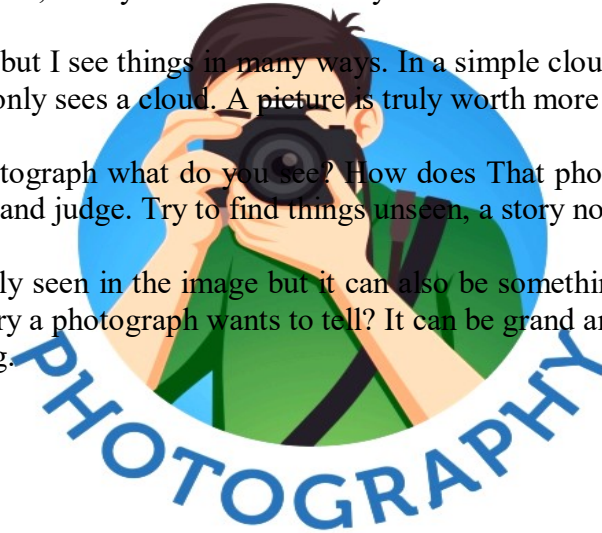 but I see things in many ways. In a simple clou
only sees a cloud. A picture is truly worth more
tograph what do you see? How does That pho
and judge. Try to find things unseen, a story no
ly seen in the image but it can also be somethin
ry a photograph wants to tell? It can be grand an
g.
PHOTOGRAPHY